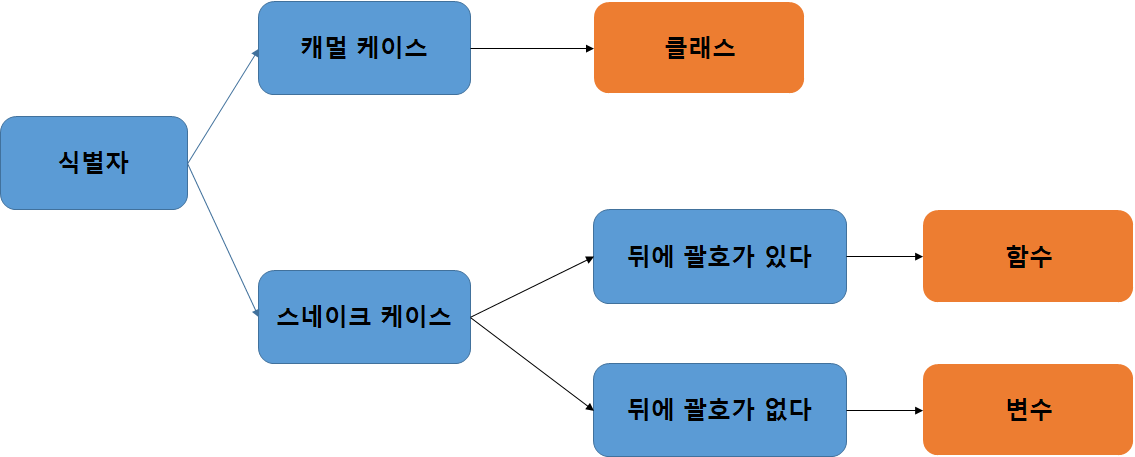 캐멀 케이스
클래스
식별자
뒤에 괄호가 있다
함수
스네이크 케이스
뒤에 괄호가 없다
변수